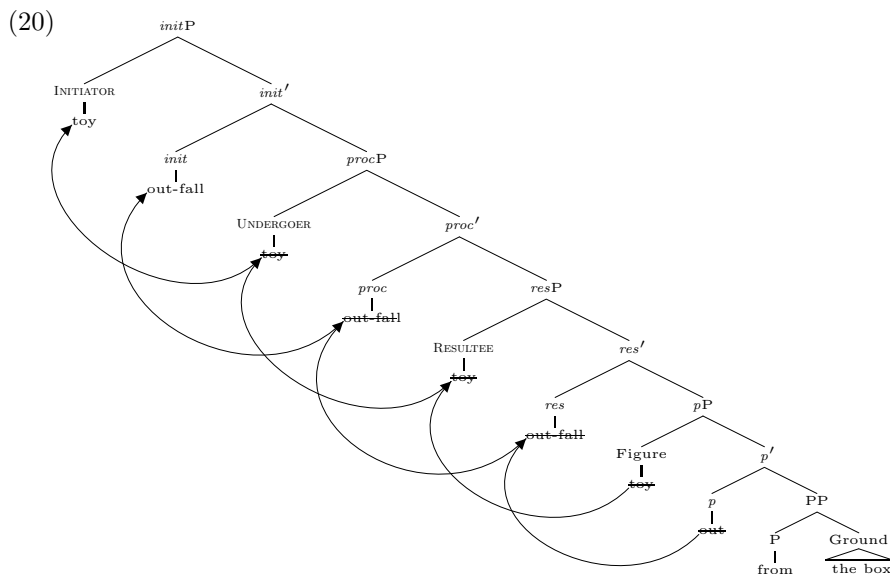 (20)
initP
INITIATOR
init′
toy
init
procP
out-fall
UNDERGOER
proc′
toy
proc
resP
out-fall
RESULTEE
res′
toy
res
pP
out-fall
Figure
p′
toy
p
PP
out
P
Ground
from
the box